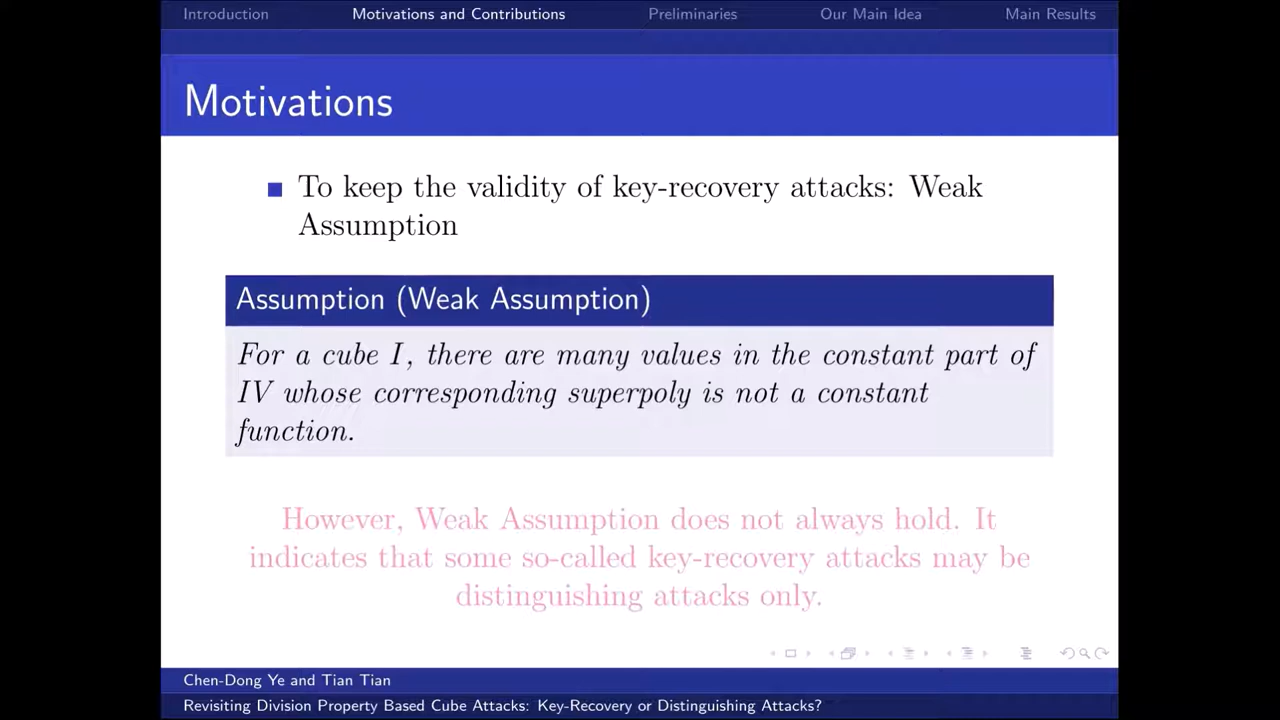 Introduction Motivations and Contributions Preliminaries Our Main Idea Main Results
Motivations
To keep the validity of key-recovery attacks: Weak
Assumption
Assumption (Weak Assumption)
For a cube I, there are many values in the constant part of
IV whose corresponding superpoly is not a constant
function.
However, Weak Assumption does not always hold. It
indicates that some so-called key-recovery attacks may be
distinguishing attacks only.
Chen-Dong Ye and Tian Tian
Revisiting Division Property Based Cube Attacks: Key-Recovery or Distinguishing Attacks?